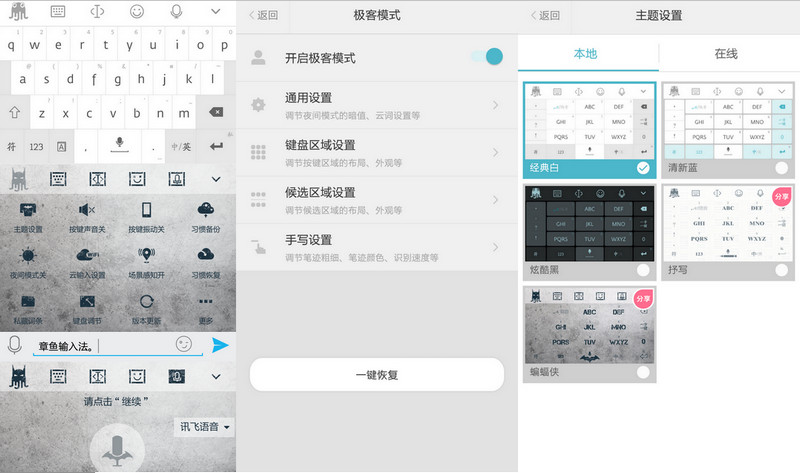 q w e r t y u i o p
a s d f g h j k l
z x c v b n m
符 123 , . 中/英
主题设置 按键声音关 按键振动关 习惯备份
夜间模式关 云输入设置 场景感知开 习惯恢复
私密词条 键盘调节 版本更新 更多
章鱼输入法。
请点击“继续”
讯飞语音
返回
极客模式
开启极客模式
通用设置
调节夜间模式的暗值、云词设置等
键盘区域设置
调节按键区域的布局、外观等
候选区域设置
调节候选区域的布局、外观等
手写设置
调节笔迹粗细、笔迹颜色、识别速度等
一键恢复
返回
主题设置
本地 在线
ABC DEF
GHI JKL MNO
PQRS TUV WXYZ
经典白
ABC DEF
GHI JKL MNO
PQRS TUV WXYZ
清新蓝
ABC DEF
GHI JKL MNO
PQRS TUV WXYZ
炫酷黑
分享
ABC DEF
GHI JKL MNO
PQRS TUV WXYZ
抒写
分享
ABC DEF
GHI JKL MNO
PQRS TUV WXYZ
蝙蝠侠